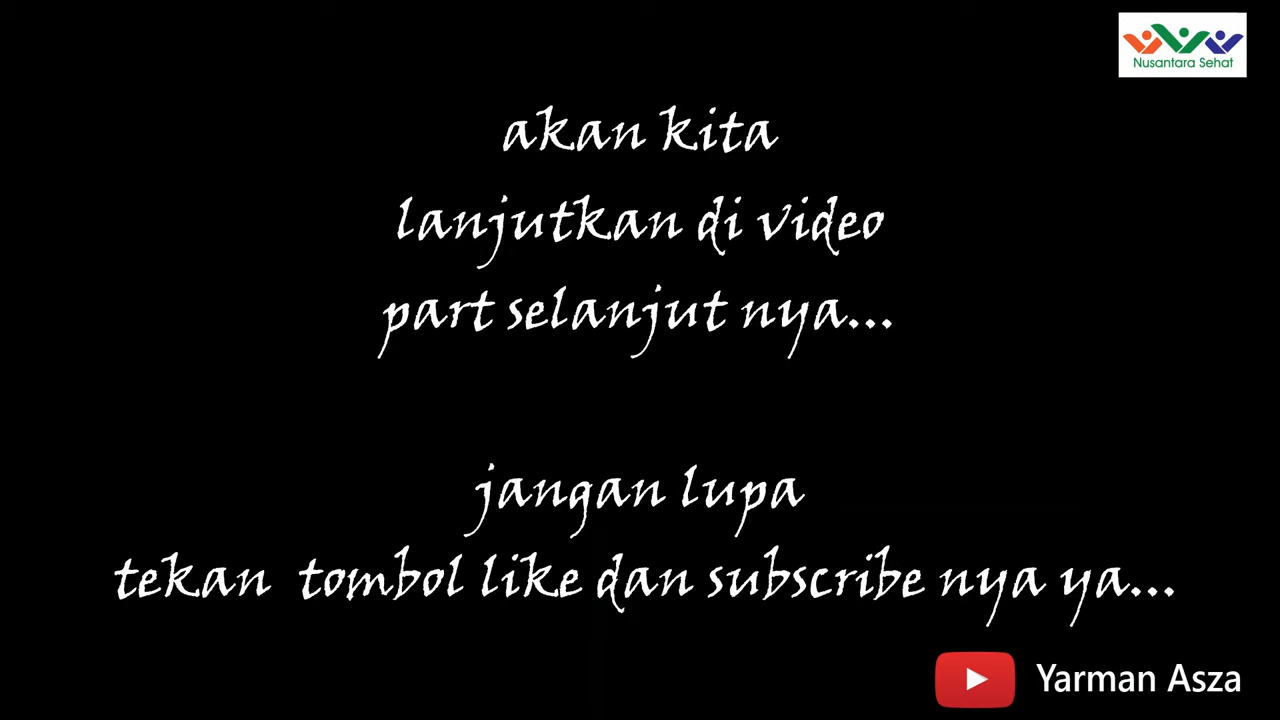 Nusantara Sehat
akan kita
lanjutkan di video
part selanjut nya...
jangan lupa
tekan tombol like dan subscribe nya ya...
Yarman Asza